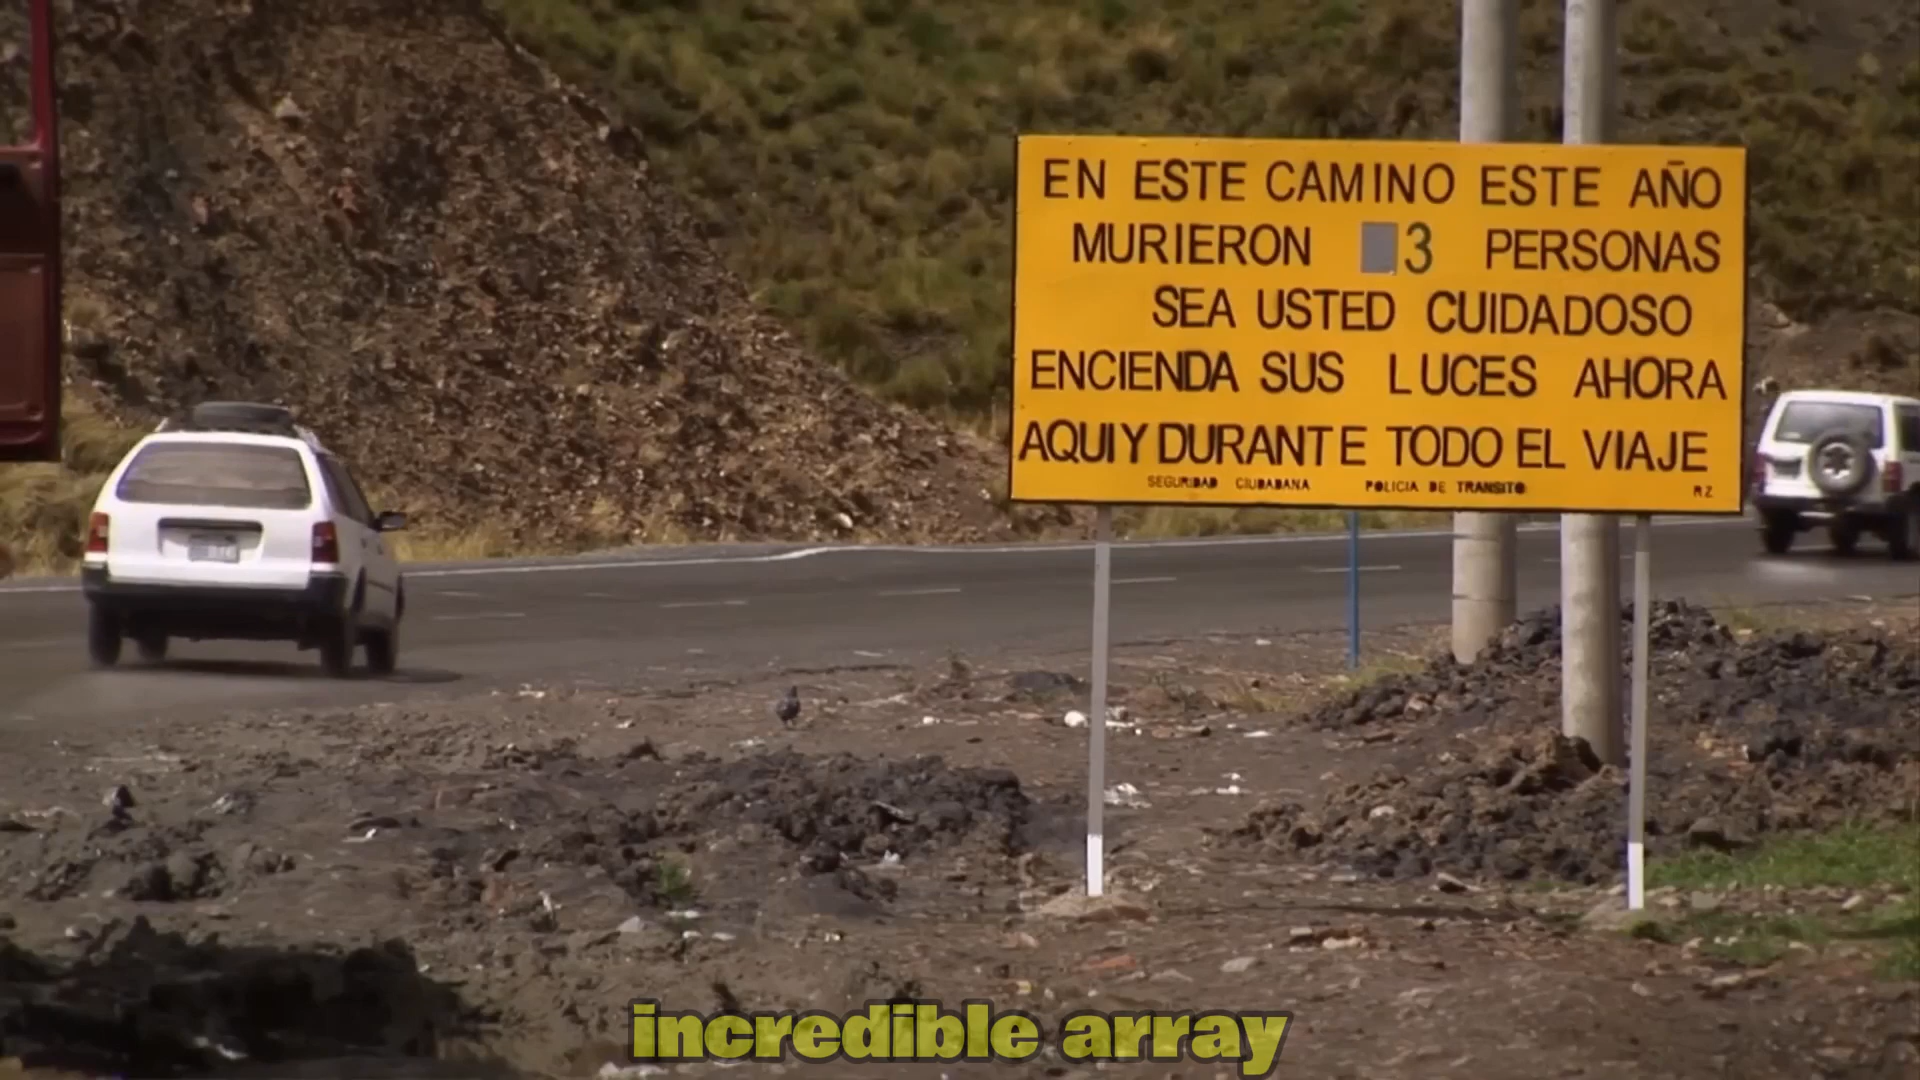 EN ESTE CAMINO ESTE AÑO
MURIERON 3 PERSONAS
SEA USTED CUIDADOSO
ENCIENDA SUS LUCES AHORA
AQUI Y DURANTE TODO EL VIAJE
SEGURIDAD CIUDADANA POLICIA DE TRANSITO RZ
incredible array